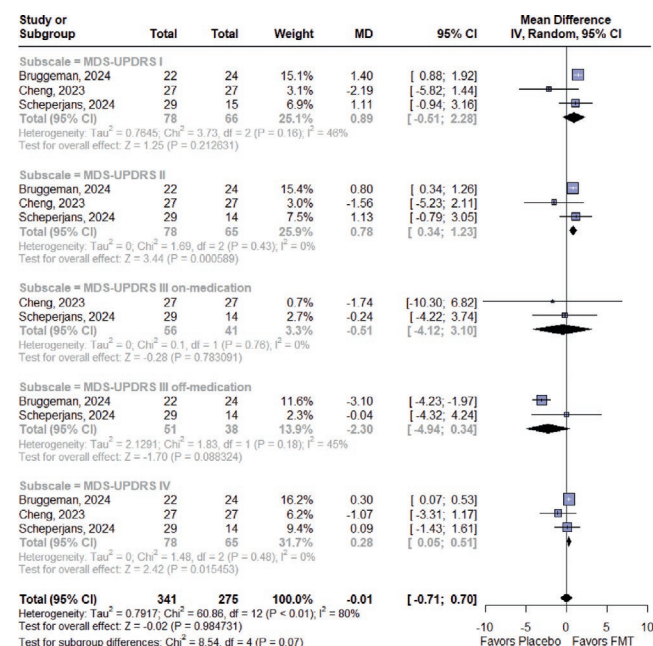 Study or Mean Difference
Subgroup Total Total Weight MD 95% CI IV, Random, 95% CI
Subscale = MDS-UPDRS I
Bruggeman, 2024 22 24 15.1% 1.40 [ 0.88; 1.92]
Cheng, 2023 27 27 3.1% -2.19 [ -5.82; 1.44]
Scheperjans, 2024 29 15 6.9% 1.11 [ -0.94; 3.16]
Total (95% CI) 78 66 25.1% 0.89 [ -0.51; 2.28]
Heterogeneity: Tau² = 0.7645; Chi² = 3.73, df = 2 (P = 0.16); I² = 46%
Test for overall effect: Z = 1.25 (P = 0.212631)
Subscale = MDS-UPDRS II
Bruggeman, 2024 22 24 15.4% 0.80 [ 0.34; 1.26]
Cheng, 2023 27 27 3.0% -1.56 [ -5.23; 2.11]
Scheperjans, 2024 29 14 7.5% 1.13 [ -0.79; 3.05]
Total (95% CI) 78 65 25.9% 0.78 [ 0.34; 1.23]
Heterogeneity: Tau² = 0; Chi² = 1.69, df = 2 (P = 0.43); I² = 0%
Test for overall effect: Z = 3.44 (P = 0.000589)
Subscale = MDS-UPDRS III on-medication
Cheng, 2023 27 27 0.7% -1.74 [-10.30; 6.82]
Scheperjans, 2024 29 14 2.7% -0.24 [ -4.22; 3.74]
Total (95% CI) 56 41 3.3% -0.51 [ -4.12; 3.10]
Heterogeneity: Tau² = 0; Chi² = 0.1, df = 1 (P = 0.76); I² = 0%
Test for overall effect: Z = -0.28 (P = 0.783091)
Subscale = MDS-UPDRS III off-medication
Bruggeman, 2024 22 24 11.6% -3.10 [ -4.23; -1.97]
Scheperjans, 2024 29 14 2.3% -0.04 [ -4.32; 4.24]
Total (95% CI) 51 38 13.9% -2.30 [ -4.94; 0.34]
Heterogeneity: Tau² = 2.1291; Chi² = 1.83, df = 1 (P = 0.18); I² = 45%
Test for overall effect: Z = -1.70 (P = 0.088324)
Subscale = MDS-UPDRS IV
Bruggeman, 2024 22 24 16.2% 0.30 [ 0.07; 0.53]
Cheng, 2023 27 27 6.2% -1.07 [ -3.31; 1.17]
Scheperjans, 2024 29 14 9.4% 0.09 [ -1.43; 1.61]
Total (95% CI) 78 65 31.7% 0.28 [ 0.05; 0.51]
Heterogeneity: Tau² = 0; Chi² = 1.48, df = 2 (P = 0.48); I² = 0%
Test for overall effect: Z = 2.42 (P = 0.015453)
Total (95% CI) 341 275 100.0% -0.01 [ -0.71; 0.70]
Heterogeneity: Tau² = 0.7917; Chi² = 60.86, df = 12 (P < 0.01); I² = 80%
Test for overall effect: Z = -0.02 (P = 0.984731)
Test for subgroup differences: Chi² = 8.54, df = 4 (P = 0.07)
-10 -5 0 5 10
Favors Placebo Favors FMT